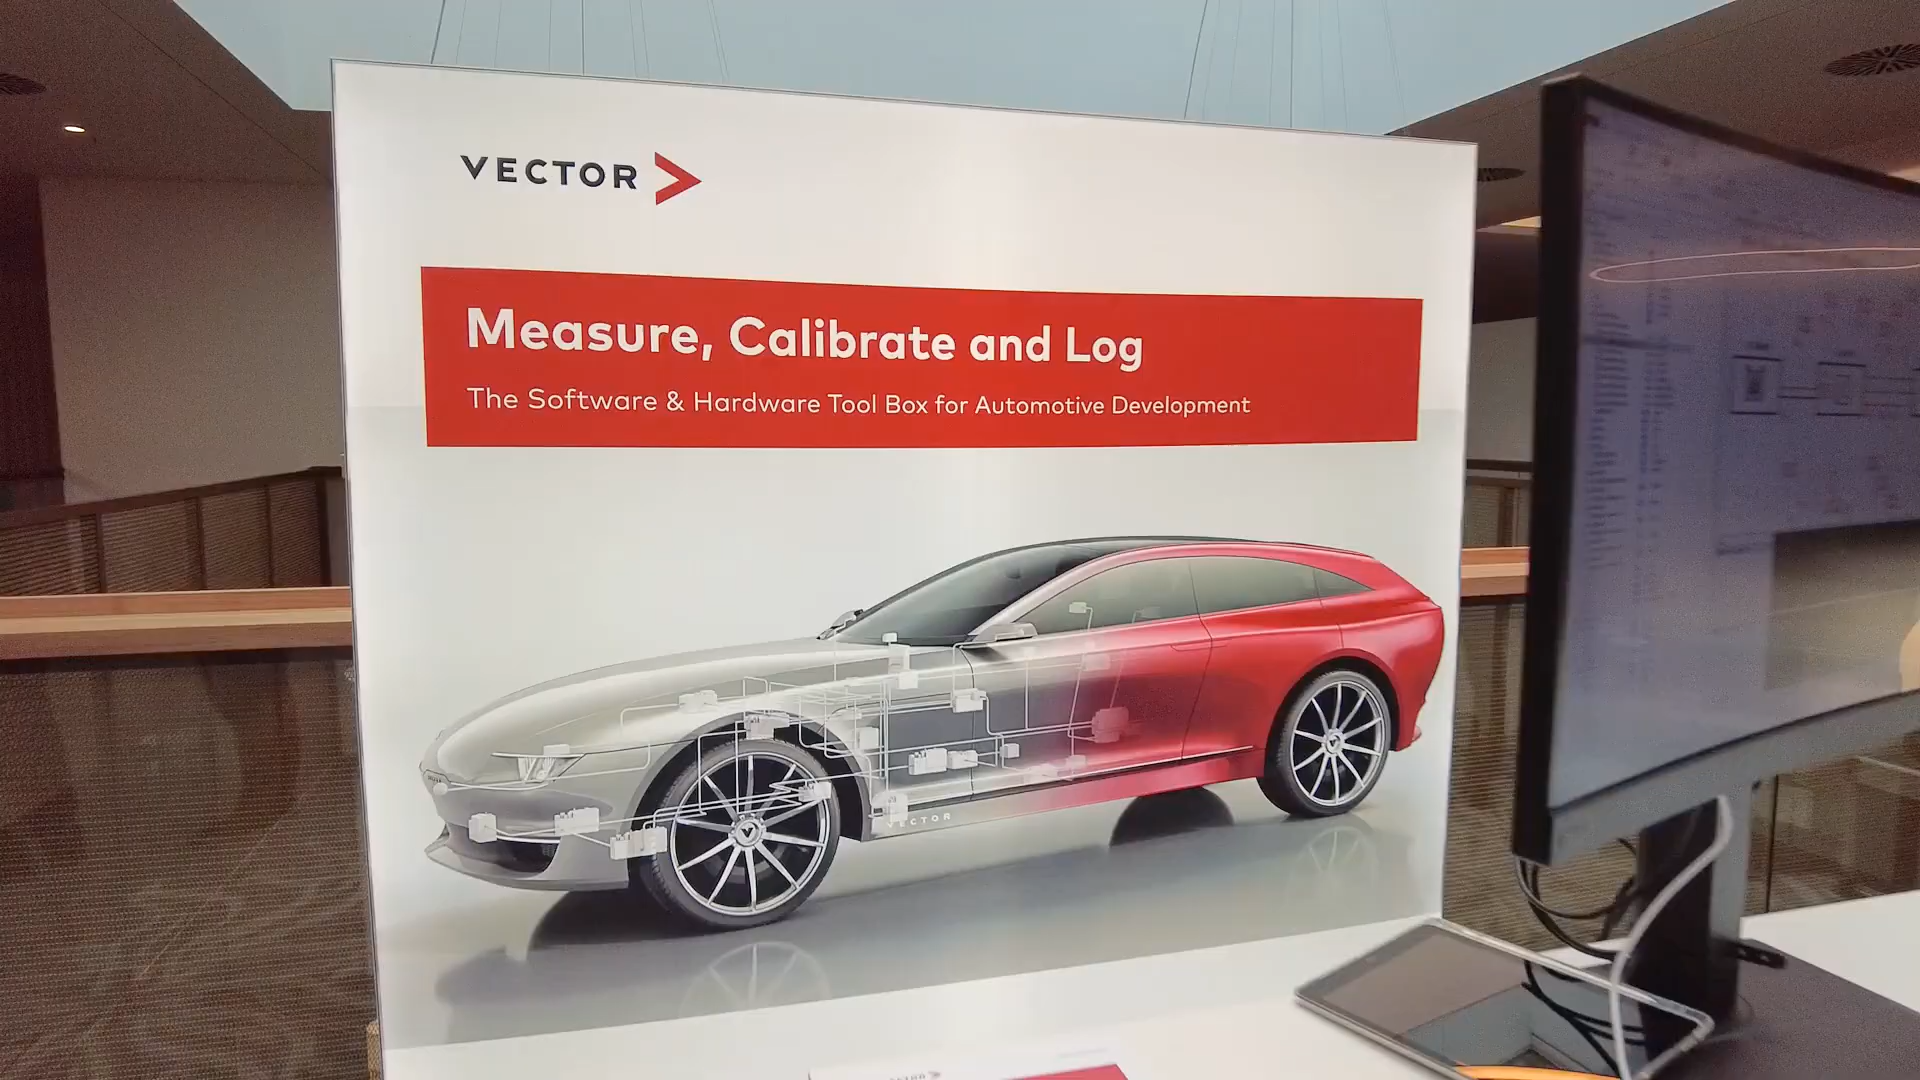 VECTOR
Measure, Calibrate and Log
The Software & Hardware Tool Box for Automotive Development
VECTOR